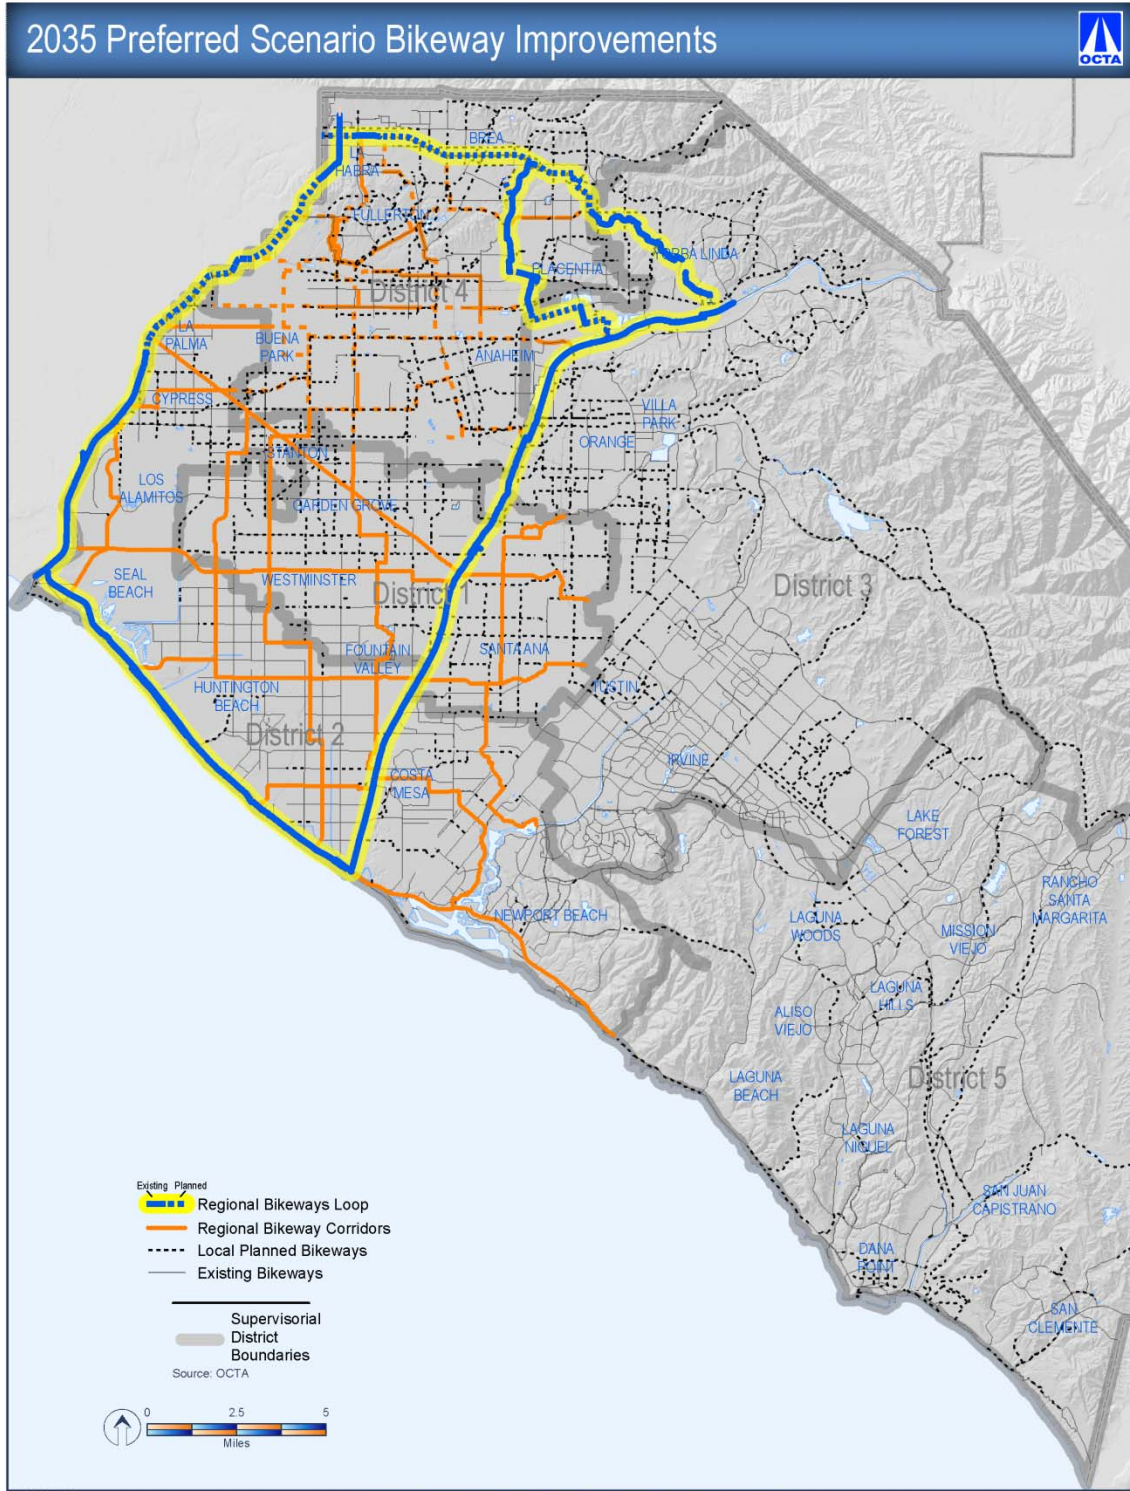 2035 Preferred Scenario Bikeway Improvements
OCTA
BREA
LA
HABRA
FULLERTON
YORBA LINDA
PLACENTIA
District 4
LA
PALMA
BUENA
PARK
ANAHEIM
CYPRESS
VILLA
PARK
ORANGE
STANTON
LOS
ALAMITOS
GARDEN GROVE
SEAL
BEACH
WESTMINSTER
District 1
District 3
FOUNTAIN
VALLEY
SANTA ANA
TUSTIN
HUNTINGTON
BEACH
District 2
IRVINE
COSTA
MESA
LAKE
FOREST
RANCHO
SANTA
MARGARITA
NEWPORT BEACH
LAGUNA
WOODS
MISSION
VIEJO
LAGUNA
HILLS
ALISO
VIEJO
District 5
LAGUNA
BEACH
LAGUNA
NIGUEL
SAN JUAN
CAPISTRANO
DANA
POINT
SAN
CLEMENTE
Existing Planned
Regional Bikeways Loop
Regional Bikeway Corridors
Local Planned Bikeways
Existing Bikeways
Supervisorial
District
Boundaries
Source: OCTA
0 2.5 5
Miles